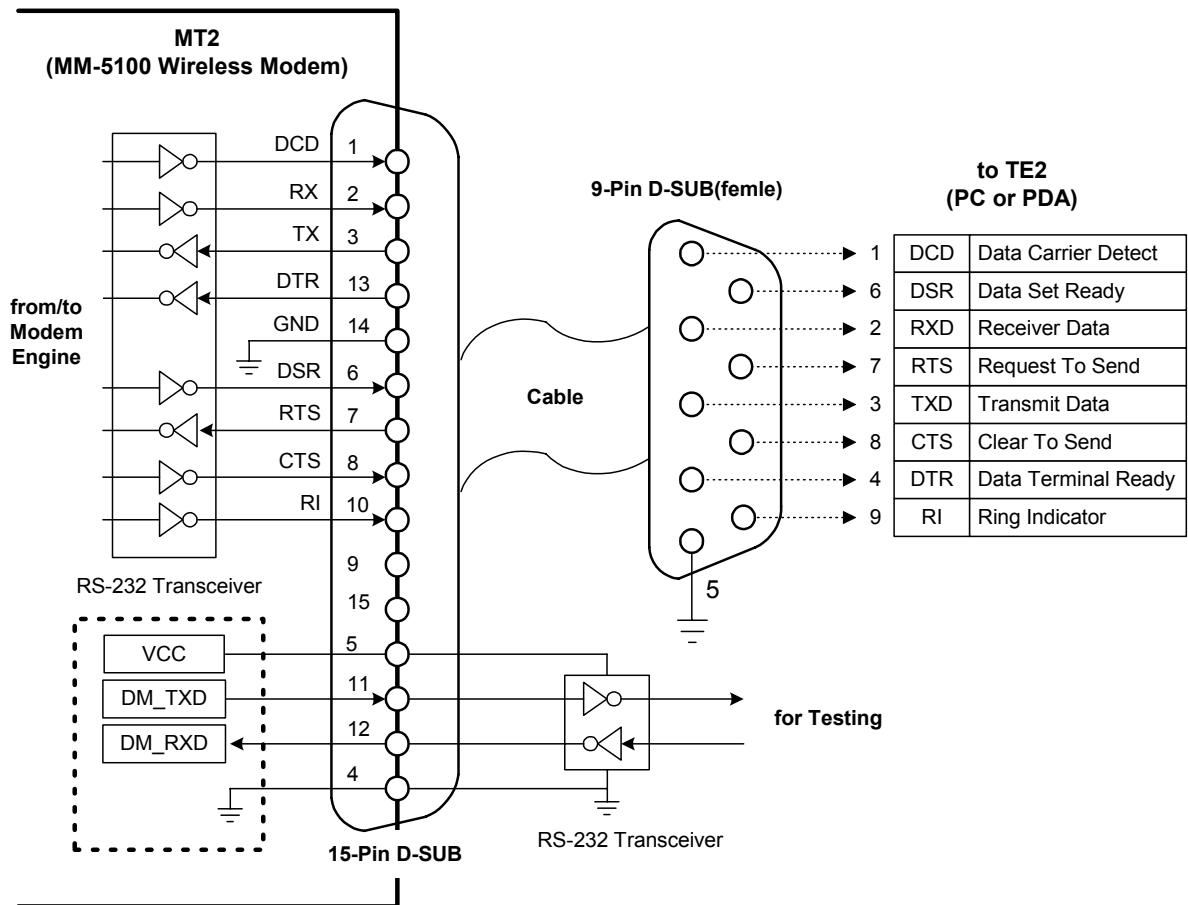 MT2
(MM-5100 Wireless Modem)
DCD 1
RX 2
TX 3
DTR 13
GND 14
DSR 6
RTS 7
CTS 8
RI 10
9
15
from/to
Modem
Engine
RS-232 Transceiver
VCC 5
DM_TXD 11
DM_RXD 12
4
15-Pin D-SUB
Cable
9-Pin D-SUB(femle)
5
to TE2
(PC or PDA)
1 DCD Data Carrier Detect
6 DSR Data Set Ready
2 RXD Receiver Data
7 RTS Request To Send
3 TXD Transmit Data
8 CTS Clear To Send
4 DTR Data Terminal Ready
9 RI Ring Indicator
for Testing
RS-232 Transceiver